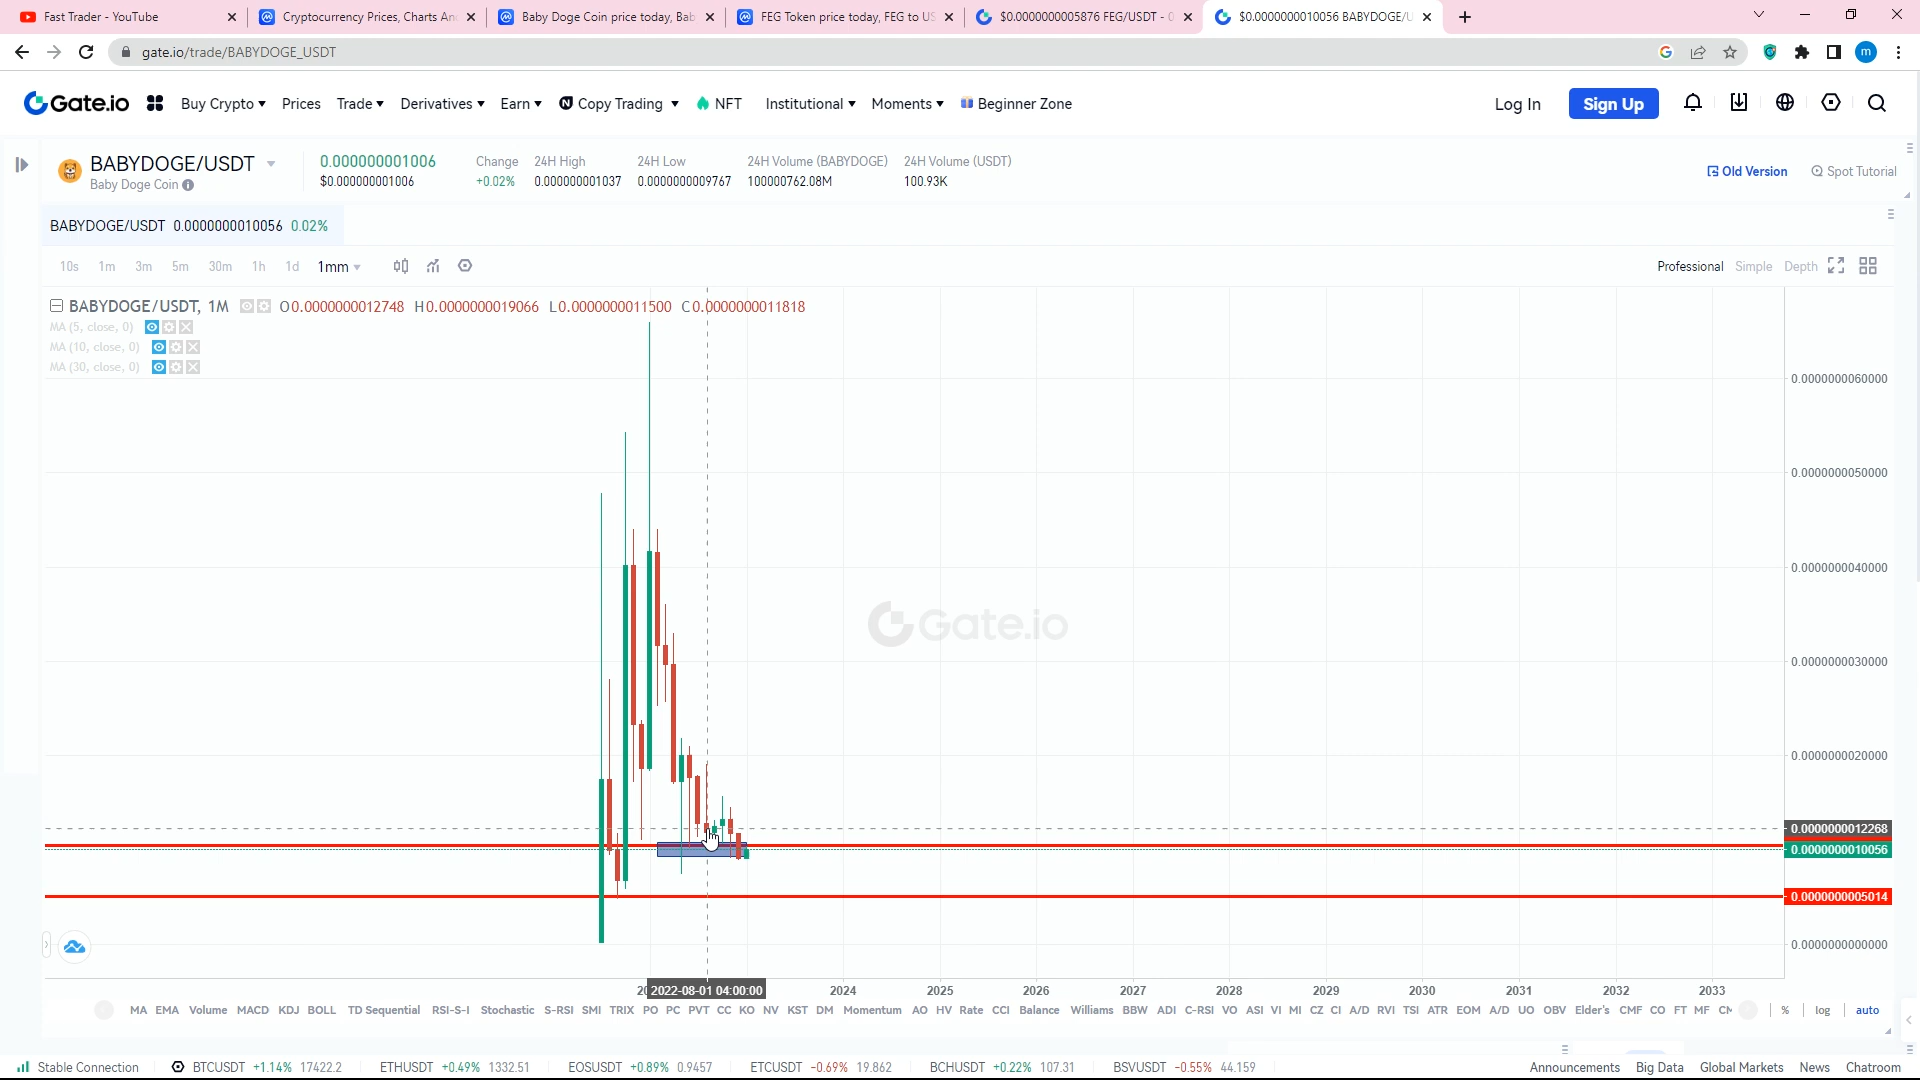 Fast Trader - YouTube
Cryptocurrency Prices, Charts An
Baby Doge Coin price today, Bab
FEG Token price today, FEG to US
$0.0000000005876 FEG/USDT - G
$0.0000000010056 BABYDOGE/U
gate.io/trade/BABYDOGE_USDT
m
Gate.io
Buy Crypto
Prices
Trade
Derivatives
Earn
Copy Trading
NFT
Institutional
Moments
Beginner Zone
Log In
Sign Up
BABYDOGE/USDT
Baby Doge Coin
0.000000001006
$0.000000001006
Change
+0.02%
24H High
0.000000001037
24H Low
0.0000000009767
24H Volume (BABYDOGE)
100000762.08M
24H Volume (USDT)
100.93K
Old Version
Spot Tutorial
BABYDOGE/USDT 0.0000000010056 0.02%
10s 1m 3m 5m 30m 1h 1d 1mm
Professional Simple Depth
BABYDOGE/USDT, 1M O0.0000000012748 H0.0000000019066 L0.0000000011500 C0.0000000011818
MA (5, close, 0)
MA (10, close, 0)
MA (30, close, 0)
0.0000000060000
0.0000000050000
0.0000000040000
Gate.io
0.0000000030000
0.0000000020000
0.0000000012268
0.0000000010056
0.0000000005014
0.0000000000000
2022-08-01 04:00:00 2024 2025 2026 2027 2028 2029 2030 2031 2032 2033
MA EMA Volume MACD KDJ BOLL TD Sequential RSI-S-I Stochastic S-RSI SMI TRIX PO PC PVT CC KO NV KST DM Momentum AO HV Rate CCI Balance Williams BBW ADI C-RSI VO ASI VI MI CZ CI A/D RVI TSI ATR EOM A/D UO OBV Elder's CMF CO FT MF % log auto
Stable Connection BTCUSDT +1.14% 17422.2 ETHUSDT +0.49% 1332.51 EOSUSDT +0.89% 0.9457 ETCUSDT -0.69% 19.862 BCHUSDT +0.22% 107.31 BSVUSDT -0.55% 44.159 Announcements Big Data Global Markets News Chatroom